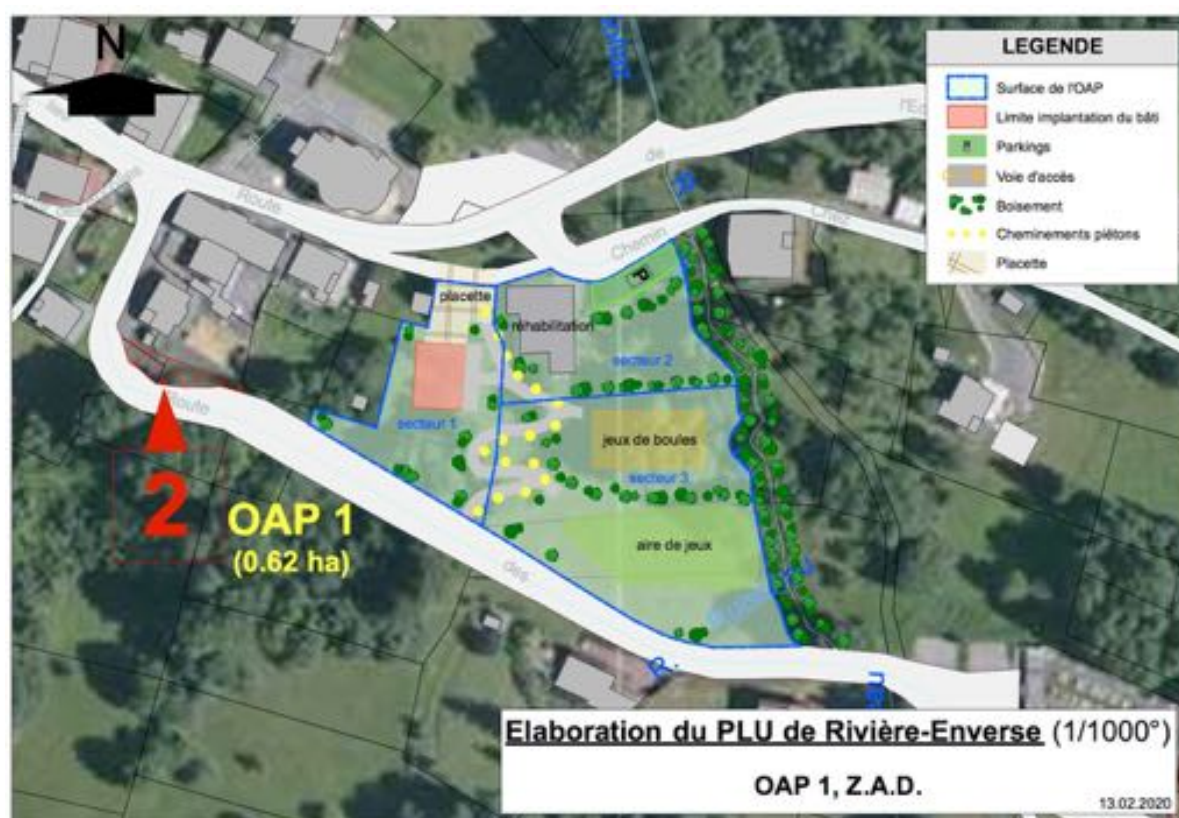 N
LEGENDE
Surface de l'OAP
Limite implantation du bâti
P Parkings
Voie d'accès
Boisement
Cheminements piétons
Placette
Route
de
Chemin
Chez
P
placette
réhabilitation
secteur 2
secteur 1
jeux de boules
secteur 3
aire de jeux
Route
des
2
OAP 1
(0.62 ha)
R.
Elaboration du PLU de Rivière-Enverse (1/1000°)
OAP 1, Z.A.D.
13.02.2020